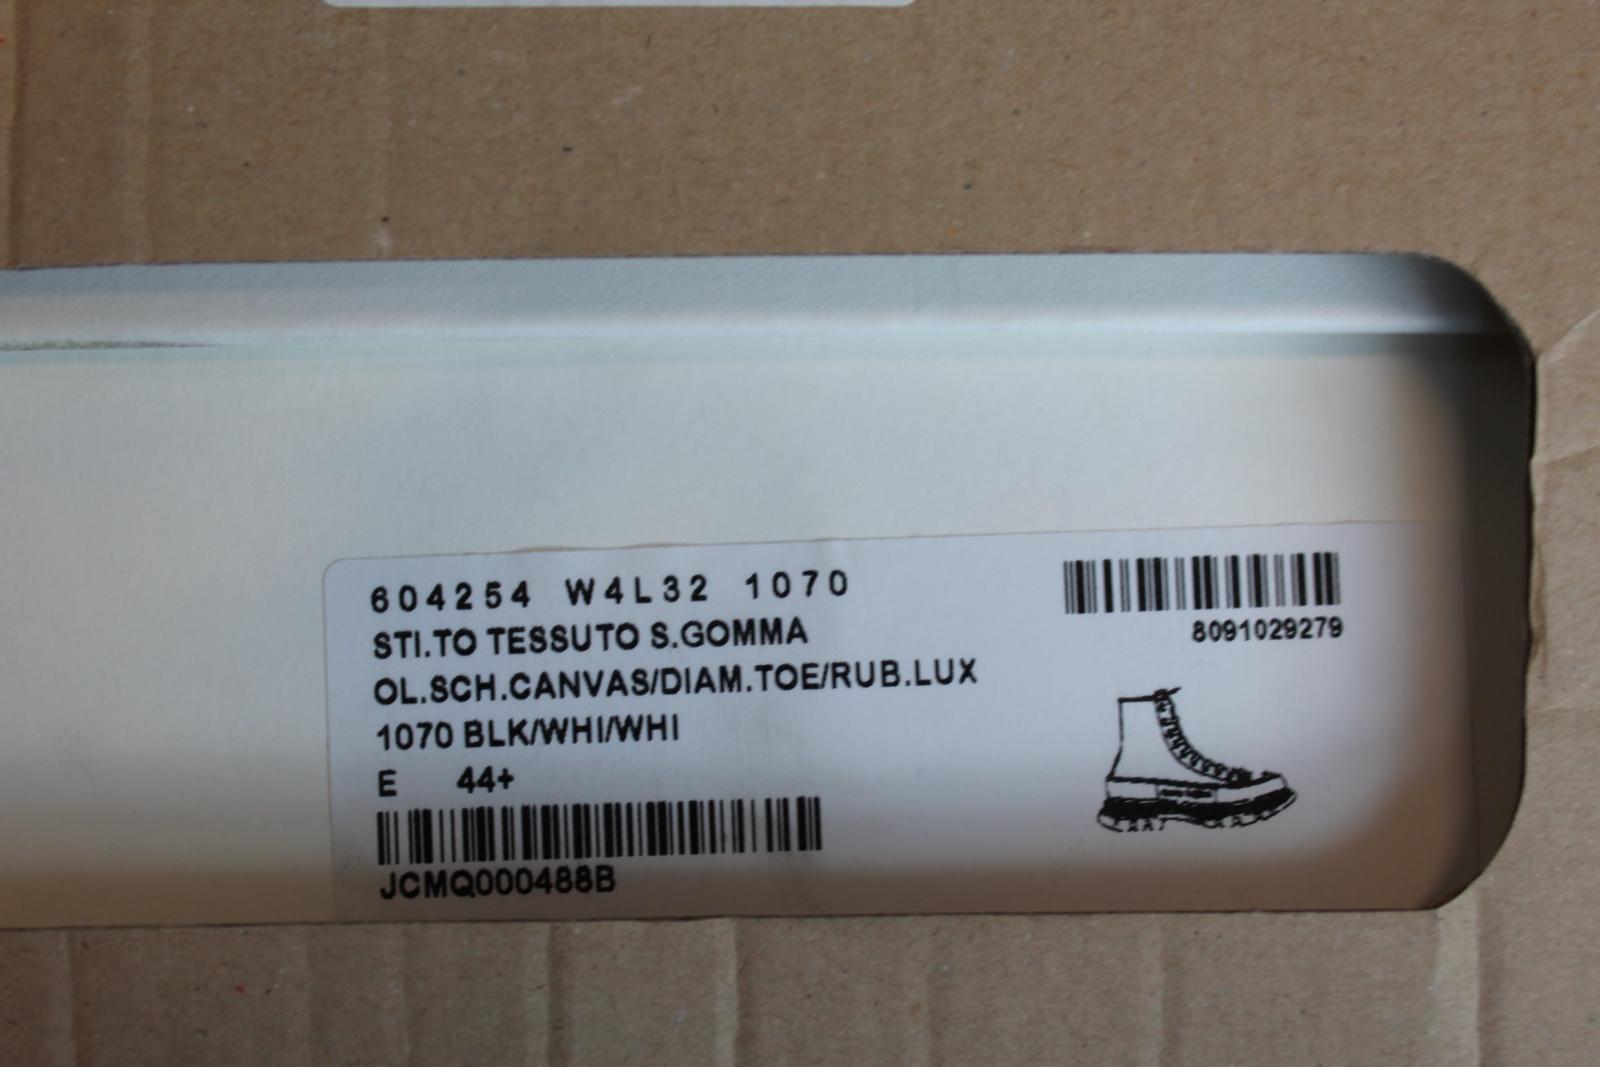 604254 W4L32 1070
STI.TO TESSUTO S.GOMMA
OL.SCH.CANVAS/DIAM.TOE/RUB.LUX
1070 BLK/WHI/WHI
E 44+
JCMQ000488B
8091029279